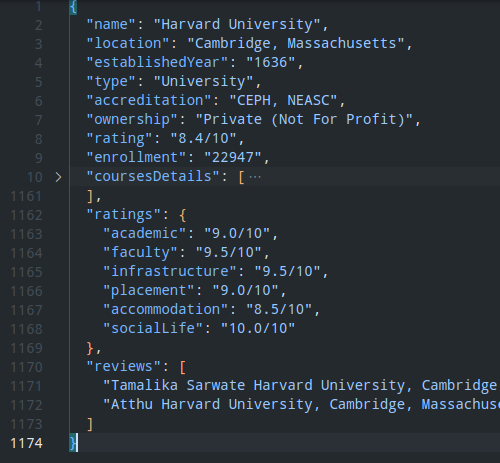 1 {
2 "name": "Harvard University",
3 "location": "Cambridge, Massachusetts",
4 "establishedYear": "1636",
5 "type": "University",
6 "accreditation": "CEPH, NEASC",
7 "ownership": "Private (Not For Profit)",
8 "rating": "8.4/10",
9 "enrollment": "22947",
10 > "coursesDetails": [ ···
1161 ],
1162 "ratings": {
1163 "academic": "9.0/10",
1164 "faculty": "9.5/10",
1165 "infrastructure": "9.5/10",
1166 "placement": "9.0/10",
1167 "accommodation": "8.5/10",
1168 "socialLife": "10.0/10"
1169 },
1170 "reviews": [
1171 "Tamalika Sarwate Harvard University, Cambridge
1172 "Atthu Harvard University, Cambridge, Massachuse
1173 ]
1174 }